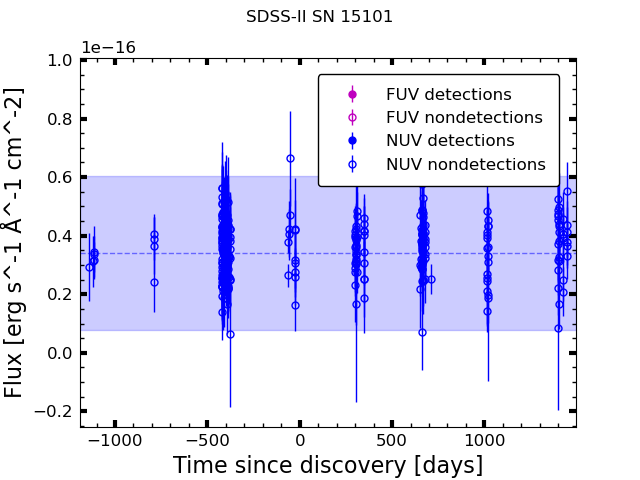 SDSS-II SN 15101
1e−16
FUV detections
FUV nondetections
NUV detections
NUV nondetections
1.0
0.8
0.6
0.4
0.2
0.0
−0.2
Flux [erg s^-1 Å^-1 cm^-2]
−1000
−500
0
500
1000
Time since discovery [days]